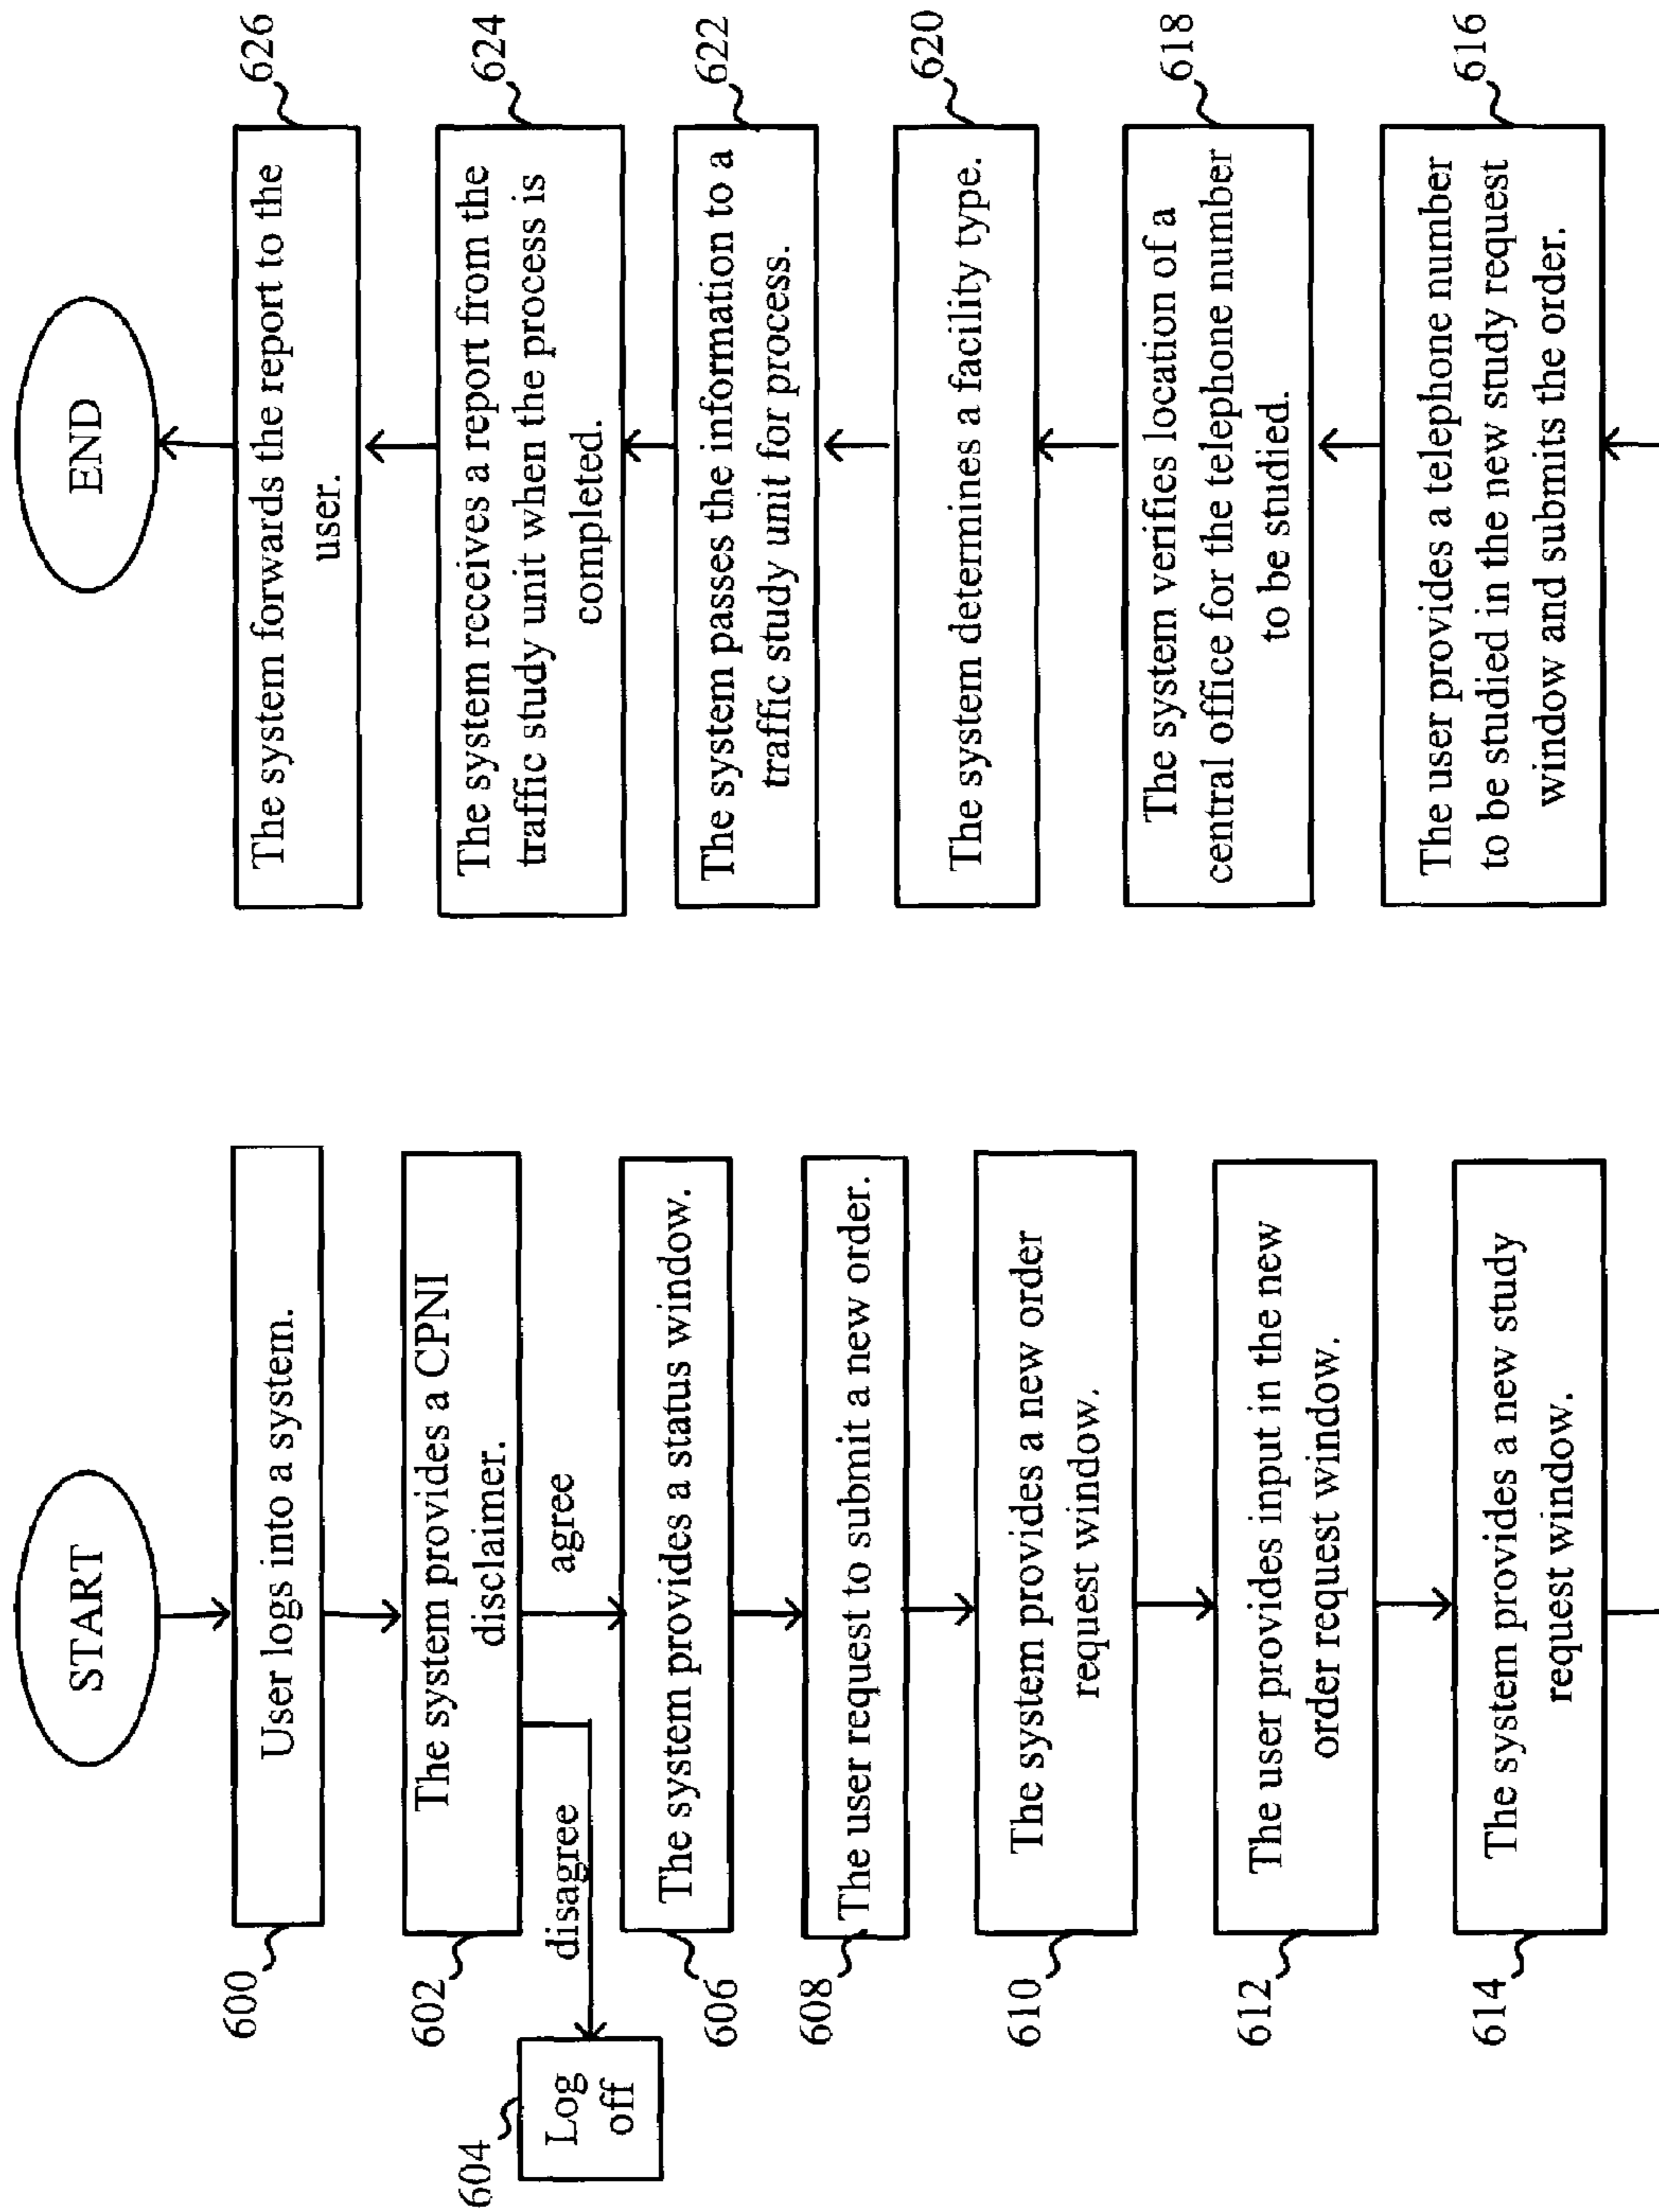 START
600
User logs into a system.
602
The system provides a CPNI
disclaimer.
disagree
agree
604
Log
off
606
The system provides a status window.
608
The user request to submit a new order.
610
The system provides a new order
request window.
612
The user provides input in the new
order request window.
614
The system provides a new study
request window.
END
626
The system forwards the report to the
user.
624
The system receives a report from the
traffic study unit when the process is
completed.
622
The system passes the information to a
traffic study unit for process.
620
The system determines a facility type.
618
The system verifies location of a
central office for the telephone number
to be studied.
616
The user provides a telephone number
to be studied in the new study request
window and submits the order.